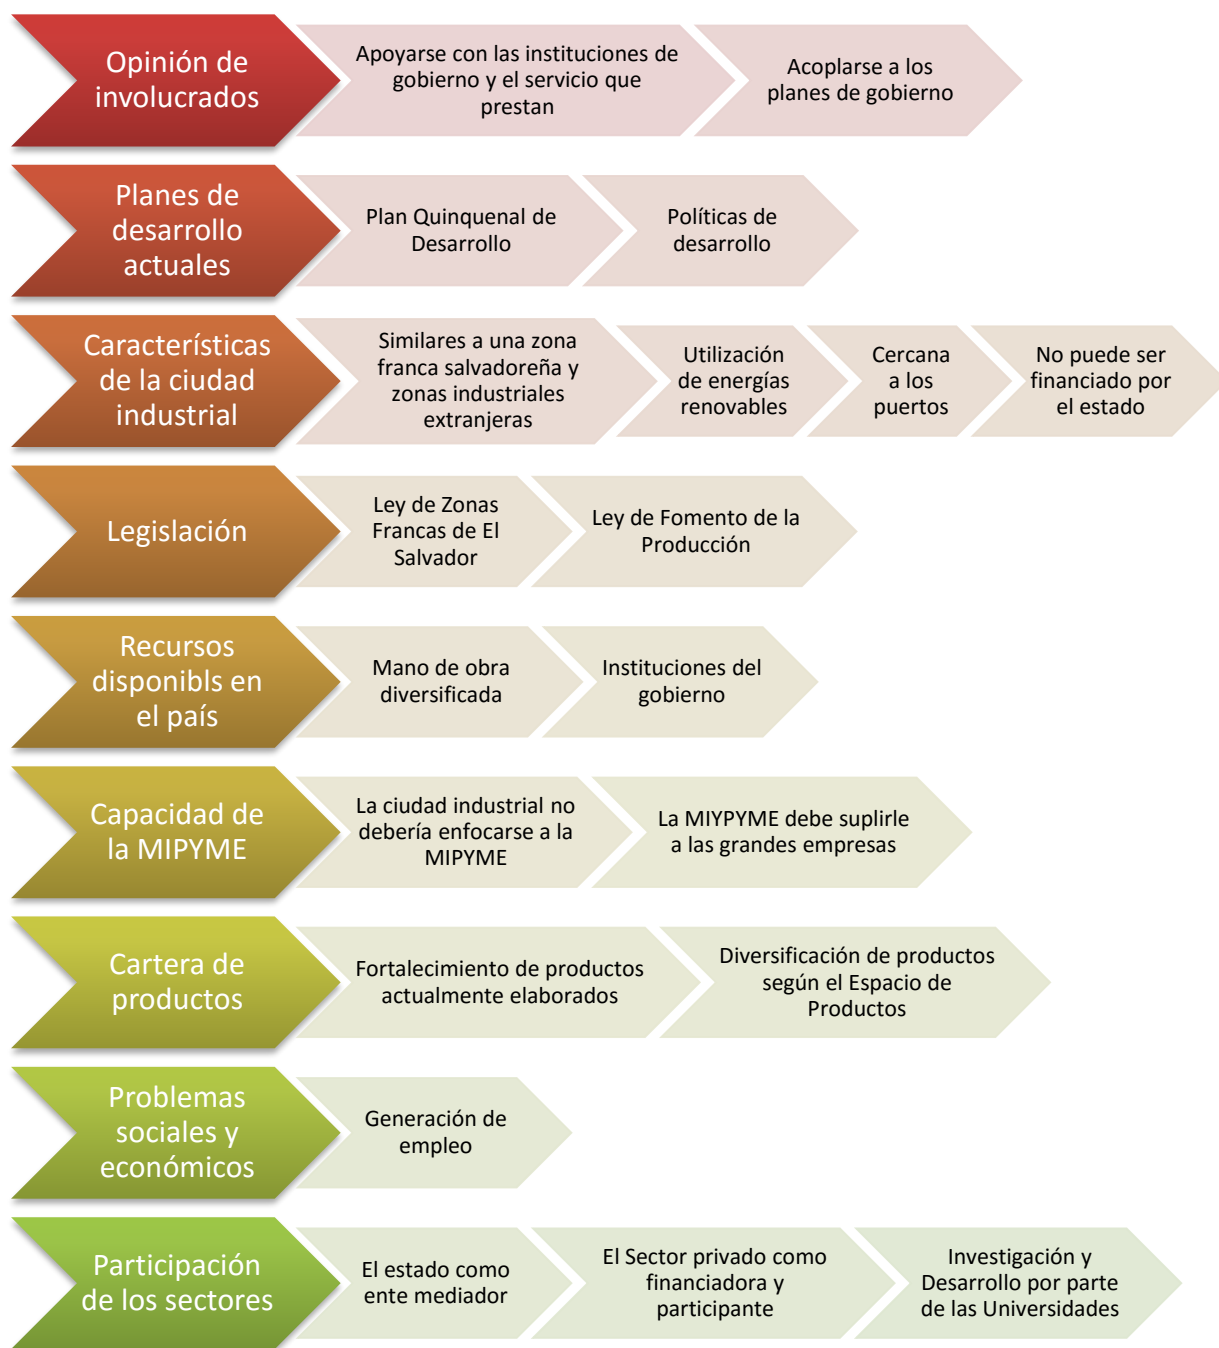 Opinión de
involucrados
Apoyarse con las instituciones de
gobierno y el servicio que
prestan
Acoplarse a los
planes de gobierno
Planes de
desarrollo
actuales
Plan Quinquenal de
Desarrollo
Políticas de
desarrollo
Características
de la ciudad
industrial
Similares a una zona
franca salvadoreña y
zonas industriales
extranjeras
Utilización
de energías
renovables
Cercana
a los
puertos
No puede ser
financiado por
el estado
Legislación
Ley de Zonas
Francas de El
Salvador
Ley de Fomento de la
Producción
Recursos
disponibls en
el país
Mano de obra
diversificada
Instituciones del
gobierno
Capacidad de
la MIPYME
La ciudad industrial no
debería enfocarse a la
MIPYME
La MIYPYME debe suplirle
a las grandes empresas
Cartera de
productos
Fortalecimiento de productos
actualmente elaborados
Diversificación de productos
según el Espacio de
Productos
Problemas
sociales y
económicos
Generación de
empleo
Participación
de los sectores
El estado como
ente mediador
El Sector privado como
financiadora y
participante
Investigación y
Desarrollo por parte
de las Universidades